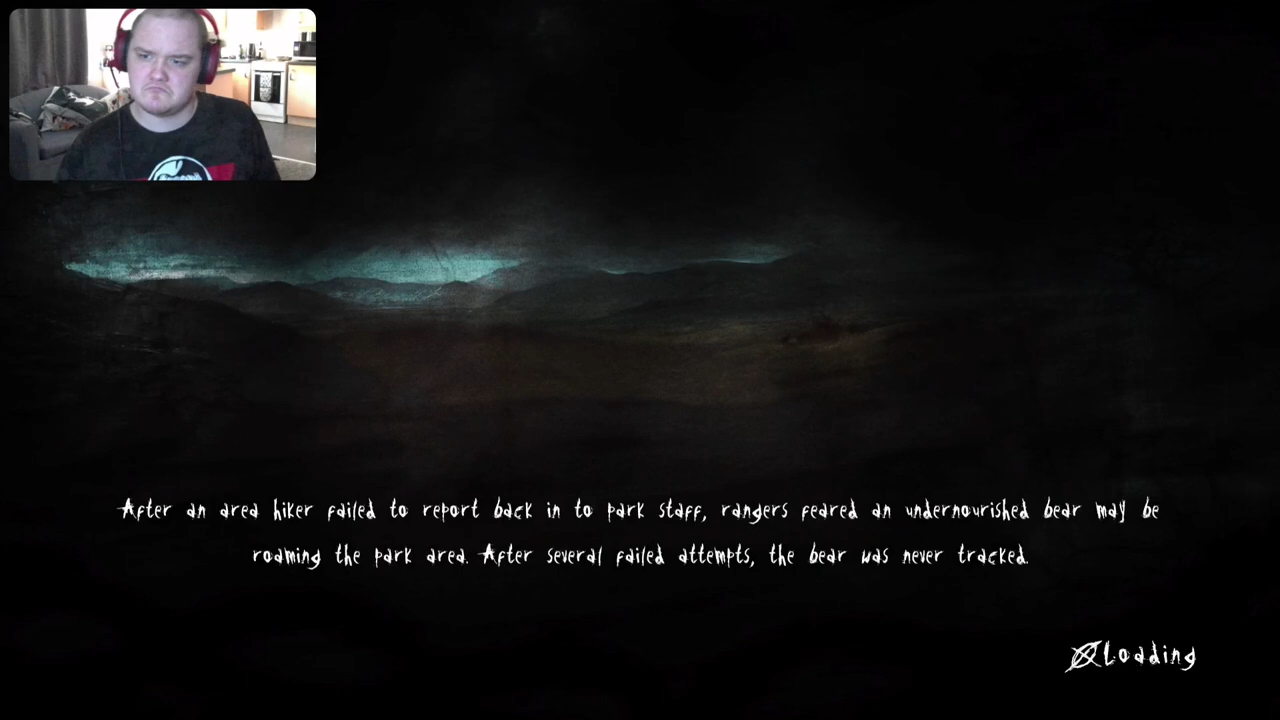 After an area hiker failed to report back in to park staff, rangers feared an undernourished bear may be
roaming the park area. After several failed attempts, the bear was never tracked.
Loading